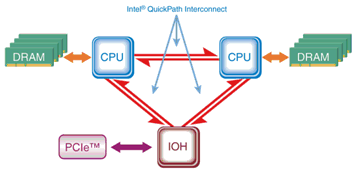 Intel® QuickPath Interconnect
DRAM
CPU
CPU
DRAM
PCIe™
IOH